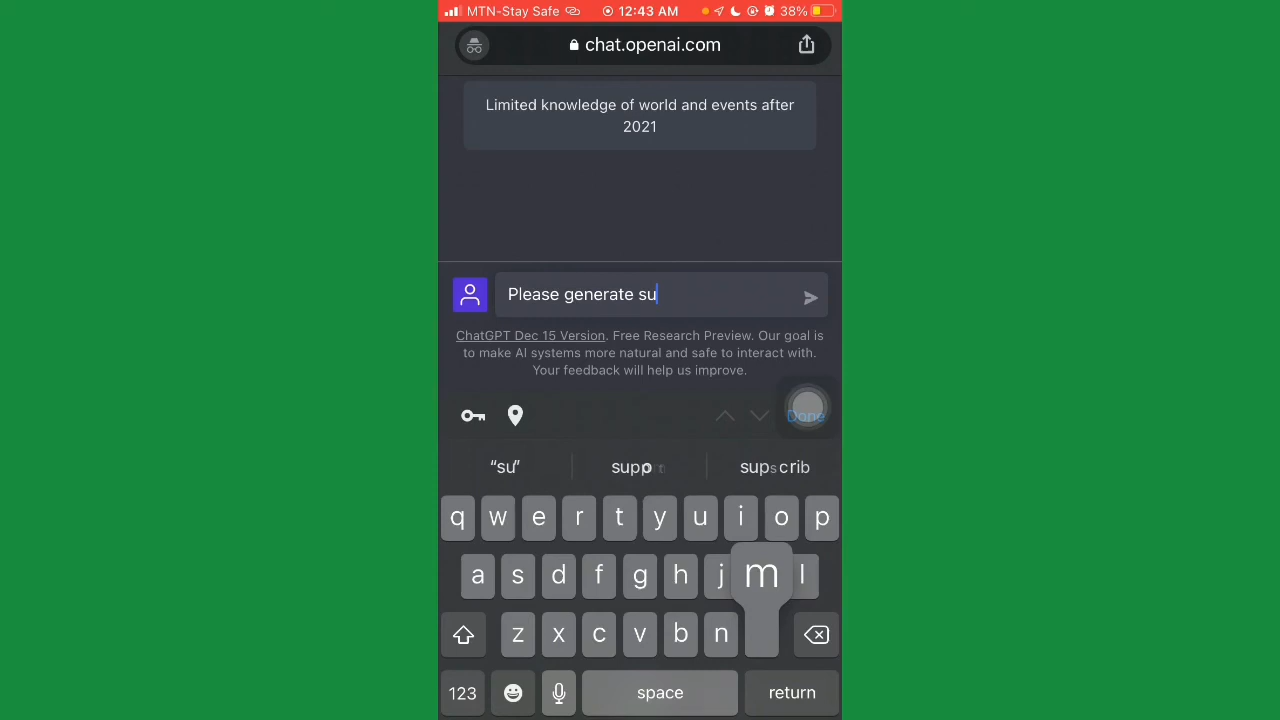 MTN-Stay Safe 12:43 AM 38%
chat.openai.com
Limited knowledge of world and events after
2021
Please generate su
ChatGPT Dec 15 Version. Free Research Preview. Our goal is
to make AI systems more natural and safe to interact with.
Your feedback will help us improve.
Done
“su”
q w e r t y u i o p
a s d f g h j m l
z x c v b n
123 space return